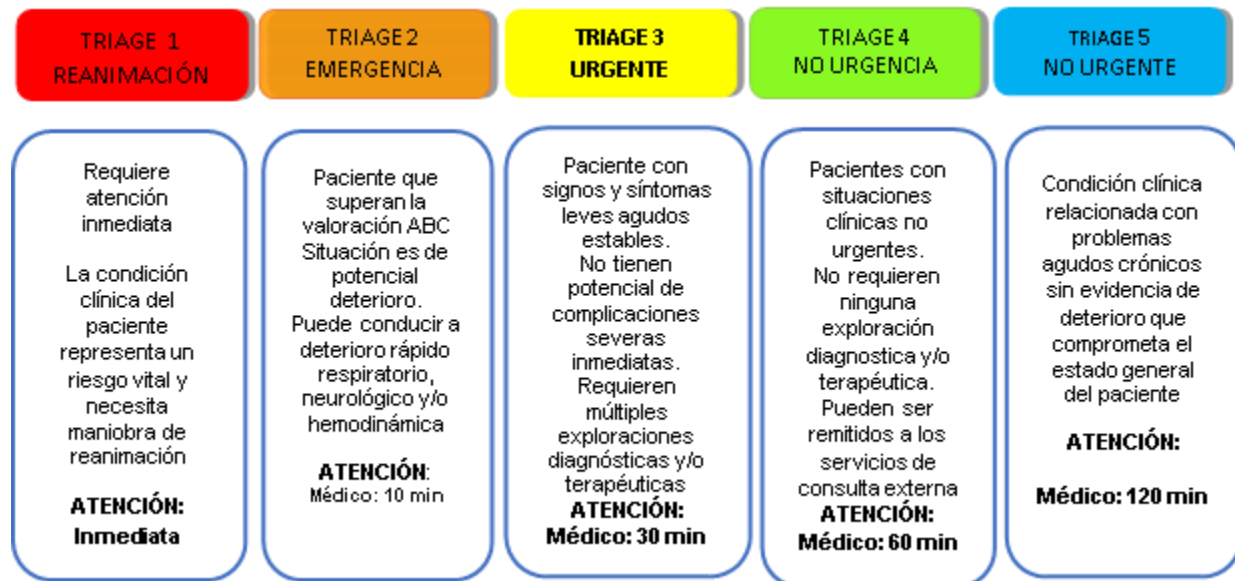 TRIAGE 1
REANIMACIÓN
TRIAGE 2
EMERGENCIA
TRIAGE 3
URGENTE
TRIAGE 4
NO URGENCIA
TRIAGE 5
NO URGENTE
Requiere
atención
inmediata
La condición
clínica del
paciente
representa un
riesgo vital y
necesita
maniobra de
reanimación
ATENCIÓN:
Inmediata
Paciente que
superan la
valoración ABC
Situación es de
potencial
deterioro.
Puede conducir a
deterioro rápido
respiratorio,
neurológico y/o
hemodinámica
ATENCIÓN:
Médico: 10 min
Paciente con
signos y síntomas
leves agudos
estables.
No tienen
potencial de
complicaciones
severas
inmediatas.
Requieren
múltiples
exploraciones
diagnósticas y/o
terapéuticas
ATENCIÓN:
Médico: 30 min
Pacientes con
situaciones
clínicas no
urgentes.
No requieren
ninguna
exploración
diagnostica y/o
terapéutica.
Pueden ser
remitidos a los
servicios de
consulta externa
ATENCIÓN:
Médico: 60 min
Condición clínica
relacionada con
problemas
agudos crónicos
sin evidencia de
deterioro que
comprometa el
estado general
del paciente
ATENCIÓN:
Médico: 120 min